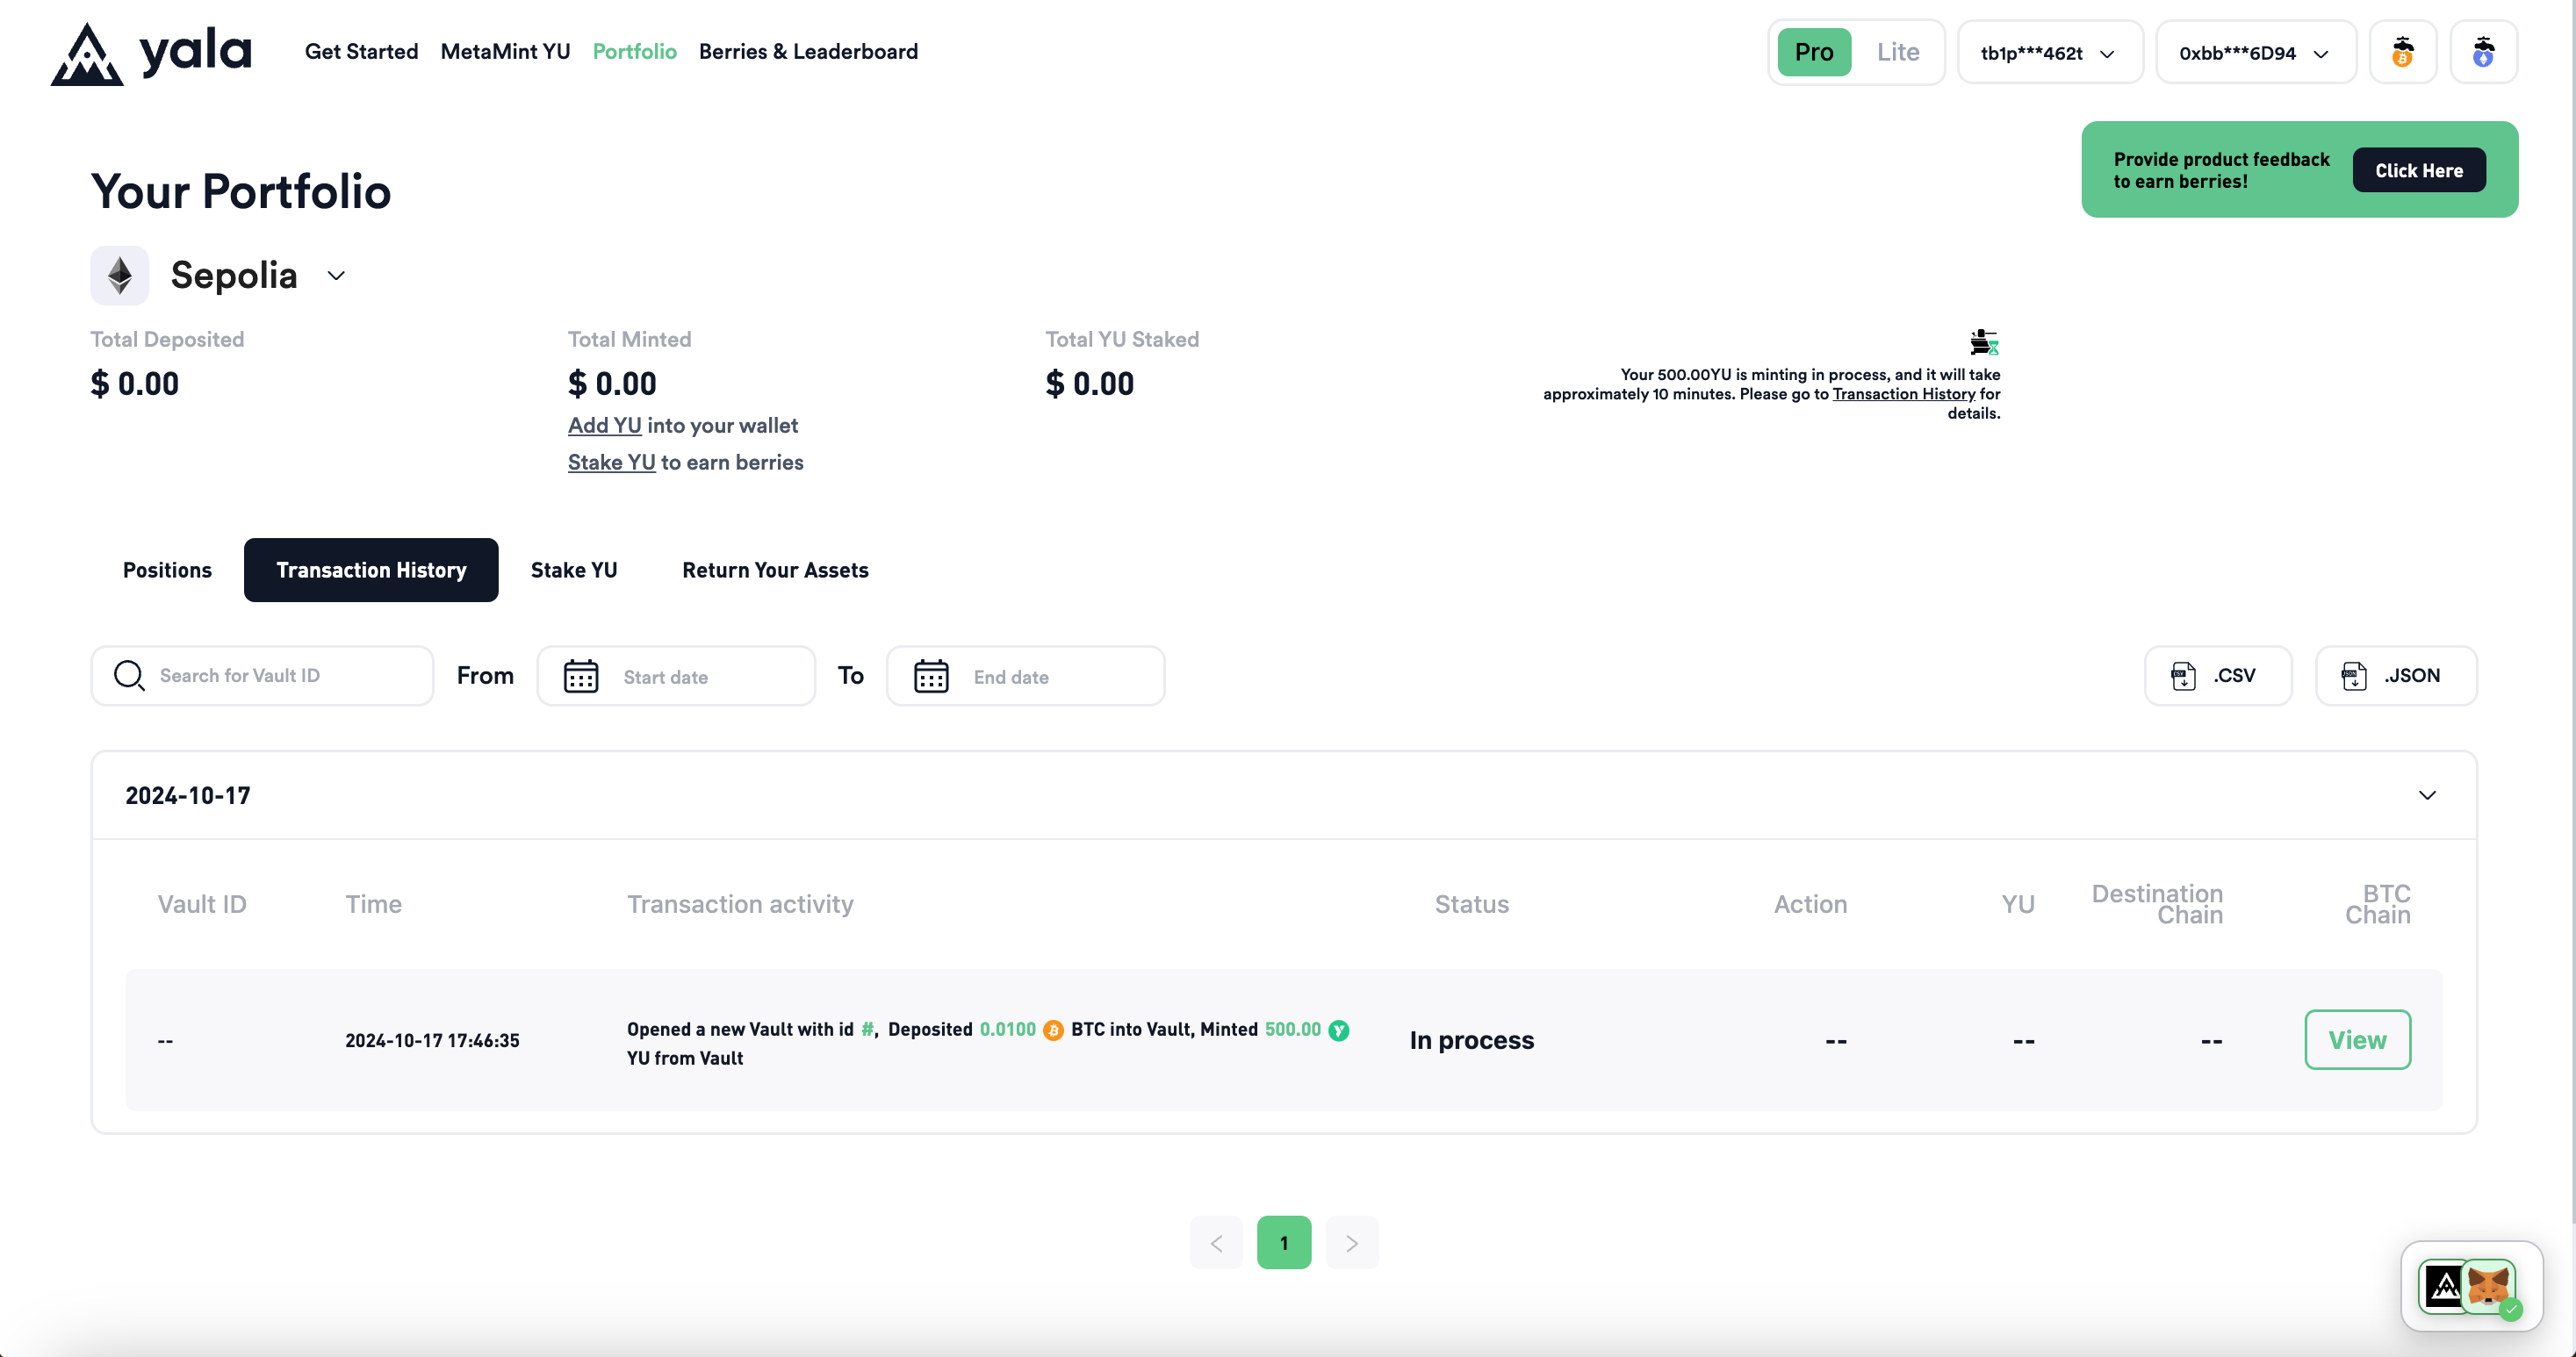 yala
Get Started MetaMint YU Portfolio Berries & Leaderboard
Pro Lite tb1p***462t 0xbb***6D94
Provide product feedback
to earn berries!
Click Here
Your Portfolio
Sepolia
Total Deposited
$ 0.00
Total Minted
$ 0.00
Add YU into your wallet
Stake YU to earn berries
Total YU Staked
$ 0.00
Your 500.00YU is minting in process, and it will take
approximately 10 minutes. Please go to Transaction History for
details.
Positions Transaction History Stake YU Return Your Assets
Search for Vault ID From Start date To End date
.CSV .JSON
2024-10-17
Vault ID Time Transaction activity Status Action YU Destination Chain BTC Chain
-- 2024-10-17 17:46:35 Opened a new Vault with id #, Deposited 0.0100 BTC into Vault, Minted 500.00
YU from Vault
In process -- -- -- View
< 1 >